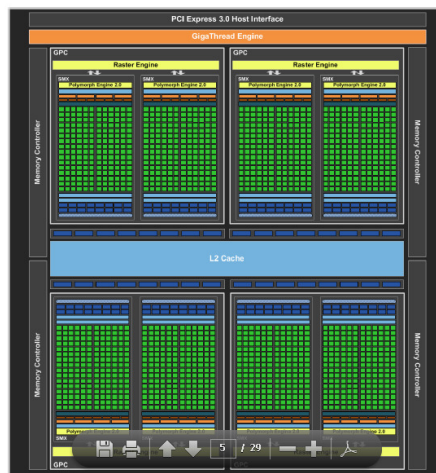 PCI Express 3.0 Host Interface
GigaThread Engine
GPC
GPC
Raster Engine
Raster Engine
SMX
SMX
SMX
SMX
Polymorph Engine 2.0
Polymorph Engine 2.0
Polymorph Engine 2.0
Polymorph Engine 2.0
Memory Controller
Memory Controller
L2 Cache
Memory Controller
Memory Controller
SMX
5 / 29
GPC
GPC